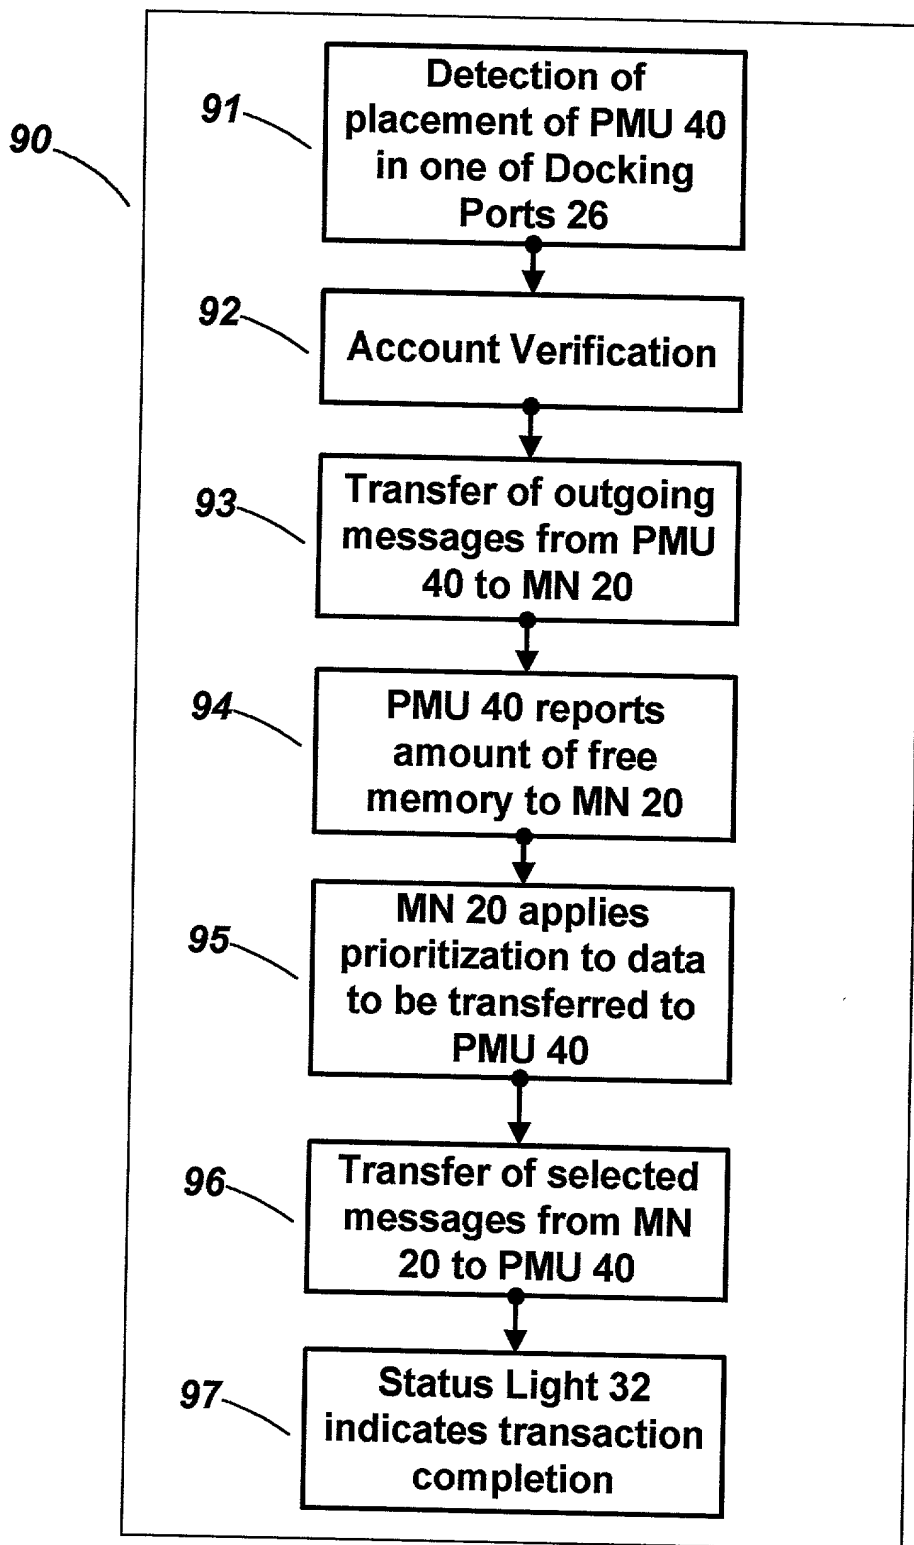 90
91
Detection of
placement of PMU 40
in one of Docking
Ports 26
92
Account Verification
93
Transfer of outgoing
messages from PMU
40 to MN 20
94
PMU 40 reports
amount of free
memory to MN 20
95
MN 20 applies
prioritization to data
to be transferred to
PMU 40
96
Transfer of selected
messages from MN
20 to PMU 40
97
Status Light 32
indicates transaction
completion